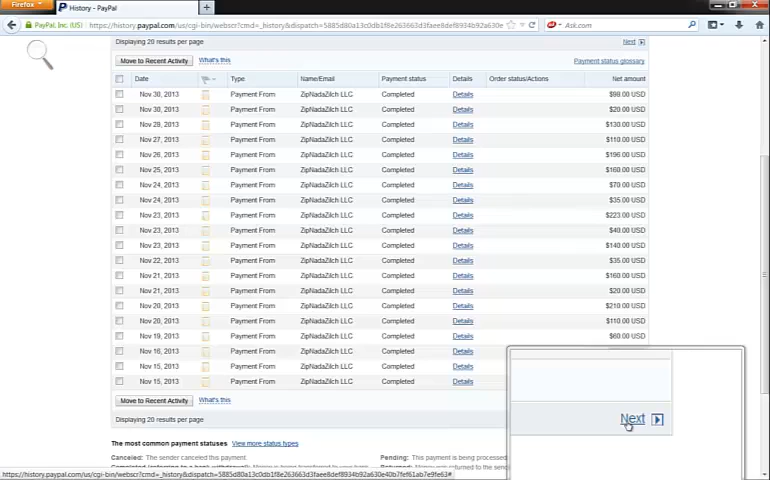 Firefox
History - PayPal
PayPal, Inc. (US)
Ask.com
Displaying 20 results per page
Next
Move to Recent Activity
What's this
Payment status glossary
Date Type Name/Email Payment status Details Order status/Actions Net amount
Nov 30, 2013 Payment From ZipNadaZilch LLC Completed Details $98.00 USD
Nov 30, 2013 Payment From ZipNadaZilch LLC Completed Details $20.00 USD
Nov 28, 2013 Payment From ZipNadaZilch LLC Completed Details $130.00 USD
Nov 27, 2013 Payment From ZipNadaZilch LLC Completed Details $110.00 USD
Nov 26, 2013 Payment From ZipNadaZilch LLC Completed Details $196.00 USD
Nov 25, 2013 Payment From ZipNadaZilch LLC Completed Details $160.00 USD
Nov 24, 2013 Payment From ZipNadaZilch LLC Completed Details $70.00 USD
Nov 24, 2013 Payment From ZipNadaZilch LLC Completed Details $35.00 USD
Nov 23, 2013 Payment From ZipNadaZilch LLC Completed Details $223.00 USD
Nov 23, 2013 Payment From ZipNadaZilch LLC Completed Details $40.00 USD
Nov 23, 2013 Payment From ZipNadaZilch LLC Completed Details $140.00 USD
Nov 22, 2013 Payment From ZipNadaZilch LLC Completed Details $35.00 USD
Nov 21, 2013 Payment From ZipNadaZilch LLC Completed Details $160.00 USD
Nov 21, 2013 Payment From ZipNadaZilch LLC Completed Details $20.00 USD
Nov 20, 2013 Payment From ZipNadaZilch LLC Completed Details $210.00 USD
Nov 20, 2013 Payment From ZipNadaZilch LLC Completed Details $110.00 USD
Nov 19, 2013 Payment From ZipNadaZilch LLC Completed Details $60.00 USD
Nov 16, 2013 Payment From ZipNadaZilch LLC Completed Details
Nov 15, 2013 Payment From ZipNadaZilch LLC Completed Details
Nov 15, 2013 Payment From ZipNadaZilch LLC Completed Details
Move to Recent Activity
What's this
Displaying 20 results per page
Next
The most common payment statuses View more status types
Canceled: The sender canceled this payment.
Pending: This payment is being processed